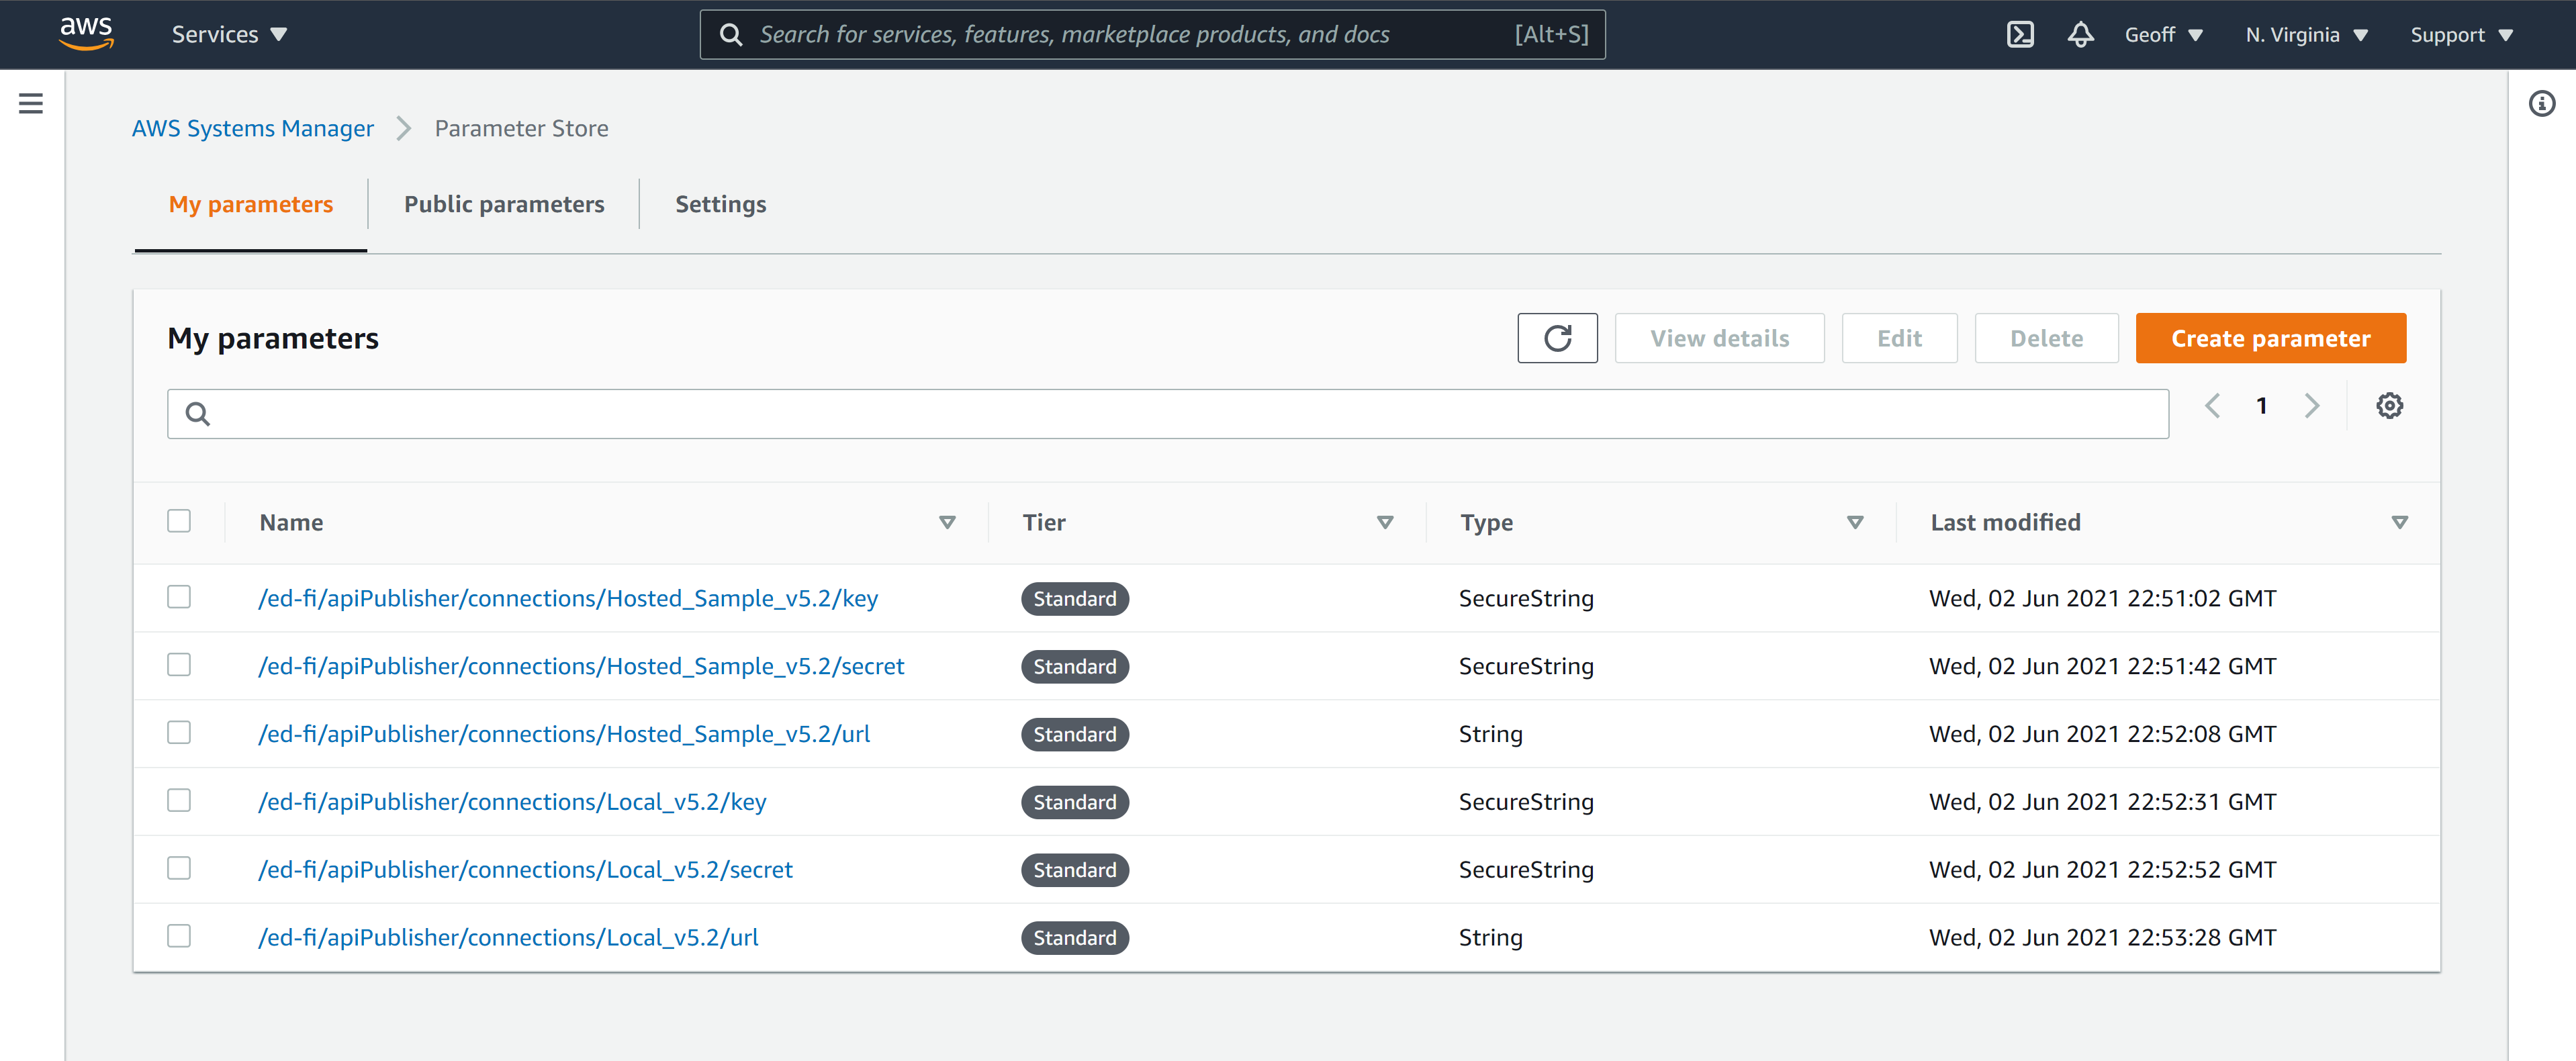 aws Services Search for services, features, marketplace products, and docs [Alt+S] Geoff N. Virginia Support
AWS Systems Manager Parameter Store
My parameters Public parameters Settings
My parameters View details Edit Delete Create parameter
1
Name Tier Type Last modified
/ed-fi/apiPublisher/connections/Hosted_Sample_v5.2/key Standard SecureString Wed, 02 Jun 2021 22:51:02 GMT
/ed-fi/apiPublisher/connections/Hosted_Sample_v5.2/secret Standard SecureString Wed, 02 Jun 2021 22:51:42 GMT
/ed-fi/apiPublisher/connections/Hosted_Sample_v5.2/url Standard String Wed, 02 Jun 2021 22:52:08 GMT
/ed-fi/apiPublisher/connections/Local_v5.2/key Standard SecureString Wed, 02 Jun 2021 22:52:31 GMT
/ed-fi/apiPublisher/connections/Local_v5.2/secret Standard SecureString Wed, 02 Jun 2021 22:52:52 GMT
/ed-fi/apiPublisher/connections/Local_v5.2/url Standard String Wed, 02 Jun 2021 22:53:28 GMT